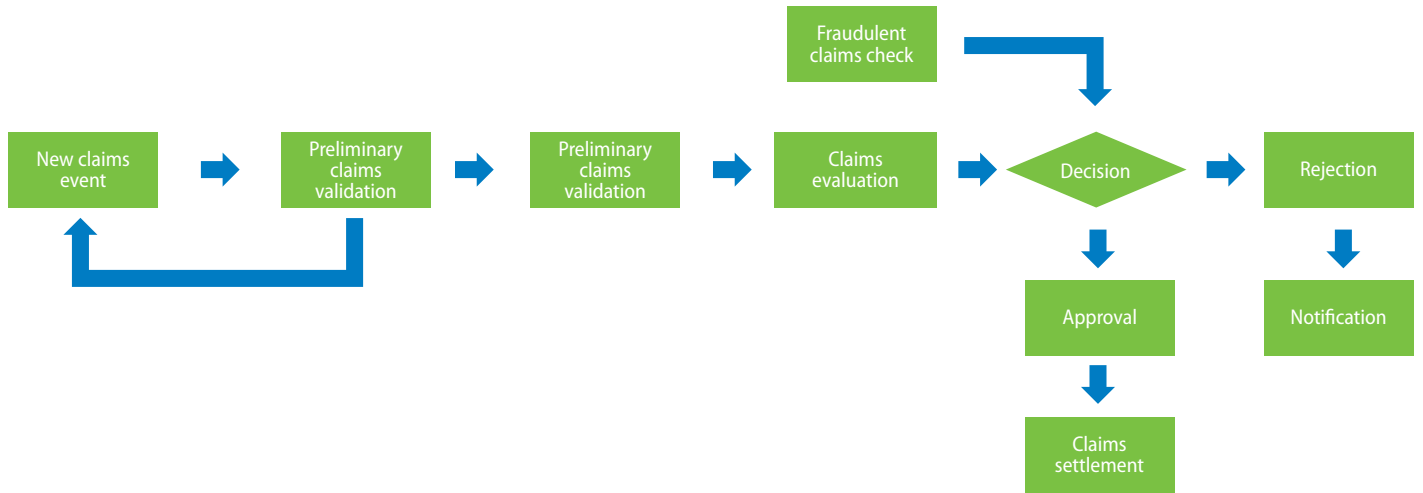 Fraudulent
claims check
New claims
event
Preliminary
claims
validation
Preliminary
claims
validation
Claims
evaluation
Decision
Rejection
Approval
Notification
Claims
settlement